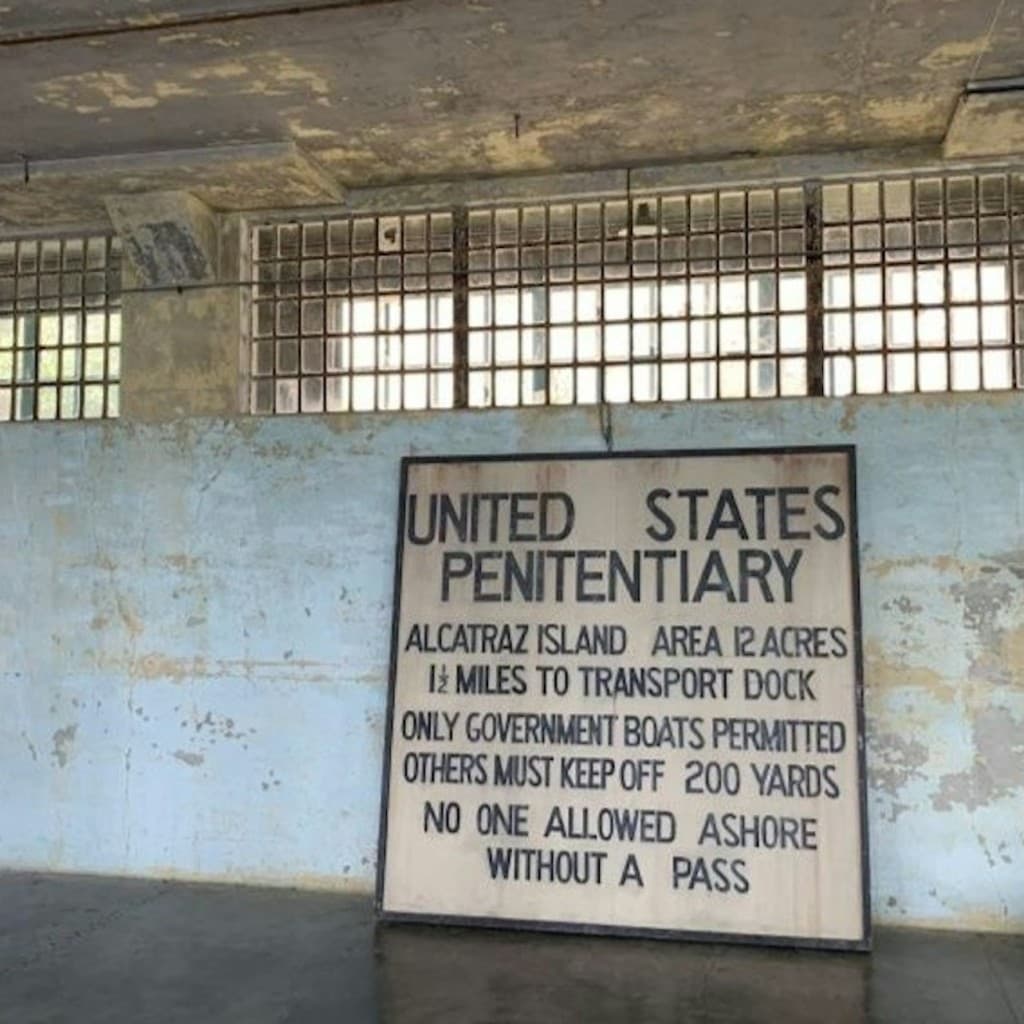 UNITED STATES
PENITENTIARY
ALCATRAZ ISLAND AREA 12 ACRES
1½ MILES TO TRANSPORT DOCK
ONLY GOVERNMENT BOATS PERMITTED
OTHERS MUST KEEP OFF 200 YARDS
NO ONE ALLOWED ASHORE
WITHOUT A PASS